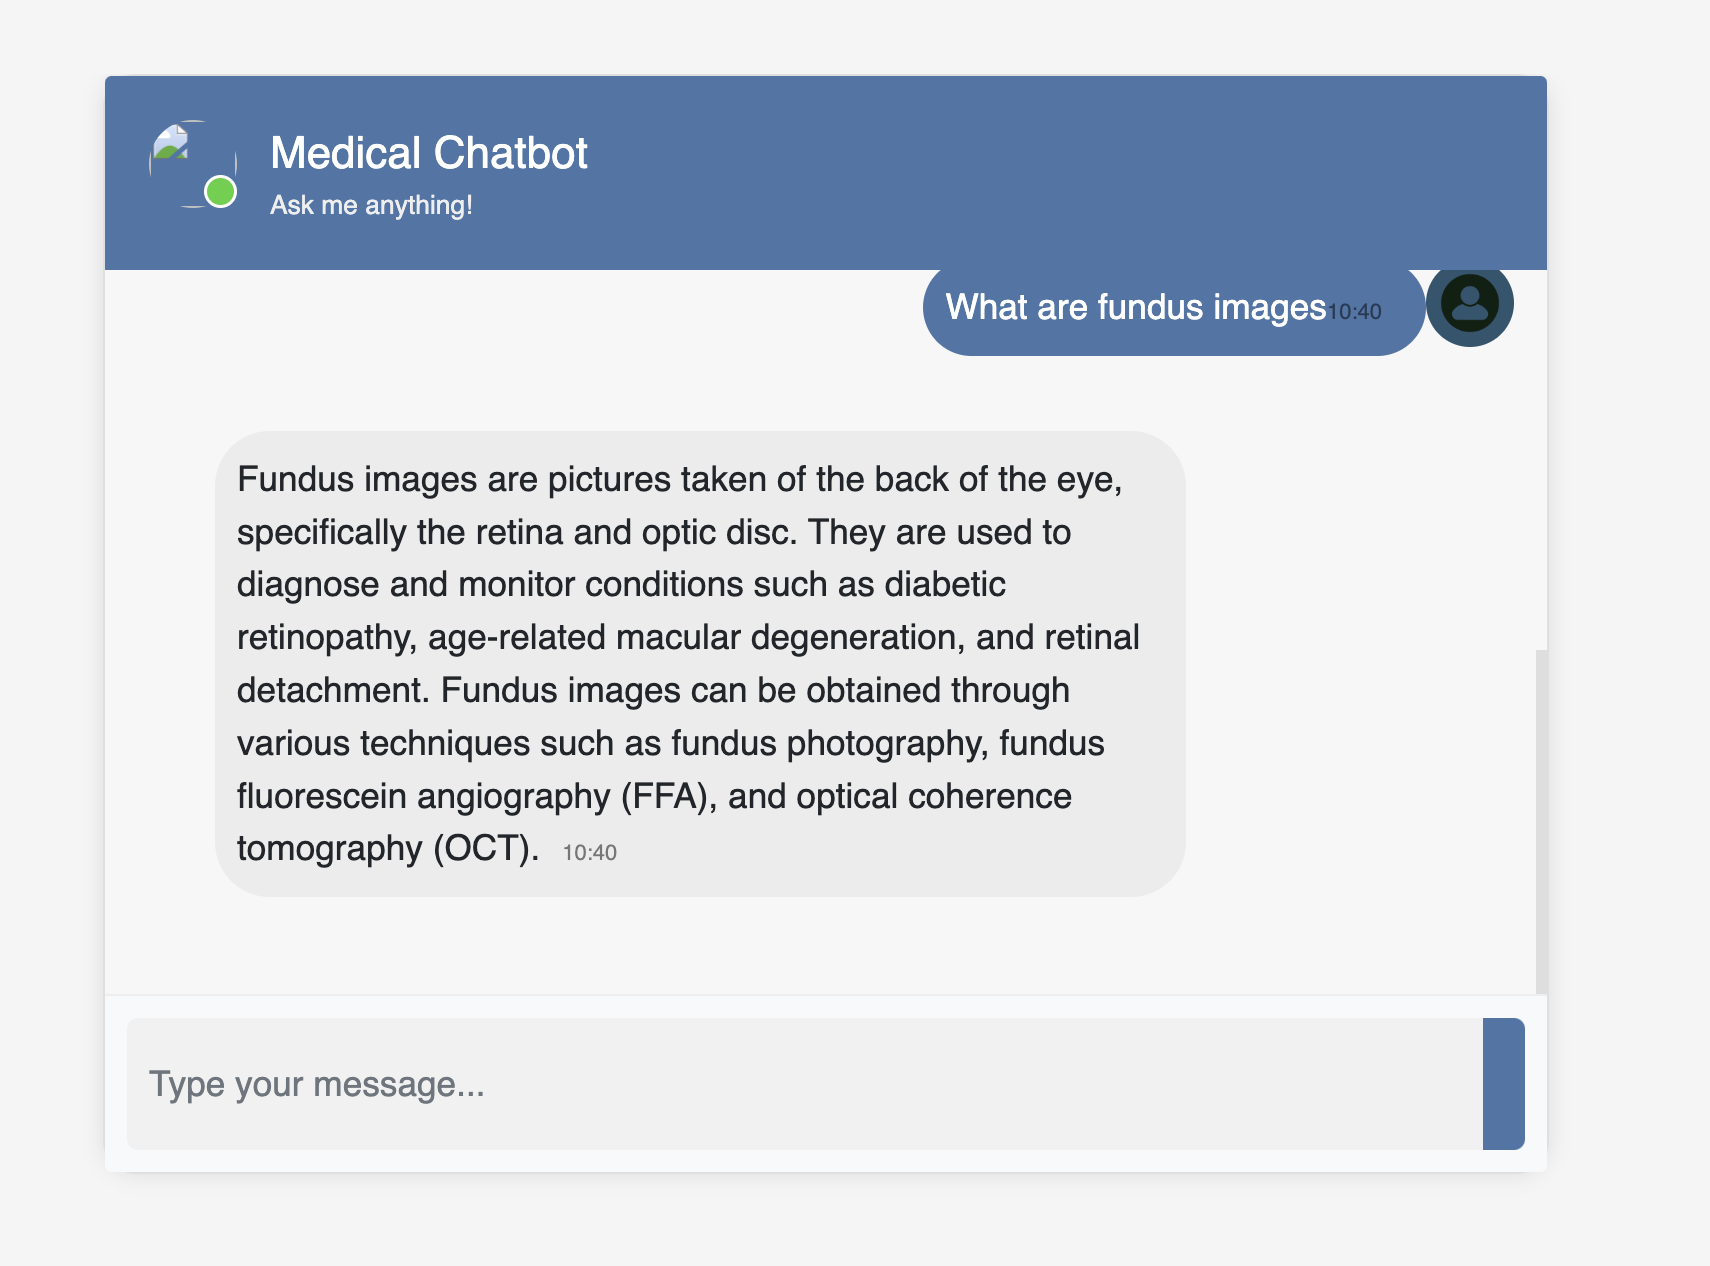 Medical Chatbot
Ask me anything!
What are fundus images10:40
Fundus images are pictures taken of the back of the eye,
specifically the retina and optic disc. They are used to
diagnose and monitor conditions such as diabetic
retinopathy, age-related macular degeneration, and retinal
detachment. Fundus images can be obtained through
various techniques such as fundus photography, fundus
fluorescein angiography (FFA), and optical coherence
tomography (OCT). 10:40
Type your message...